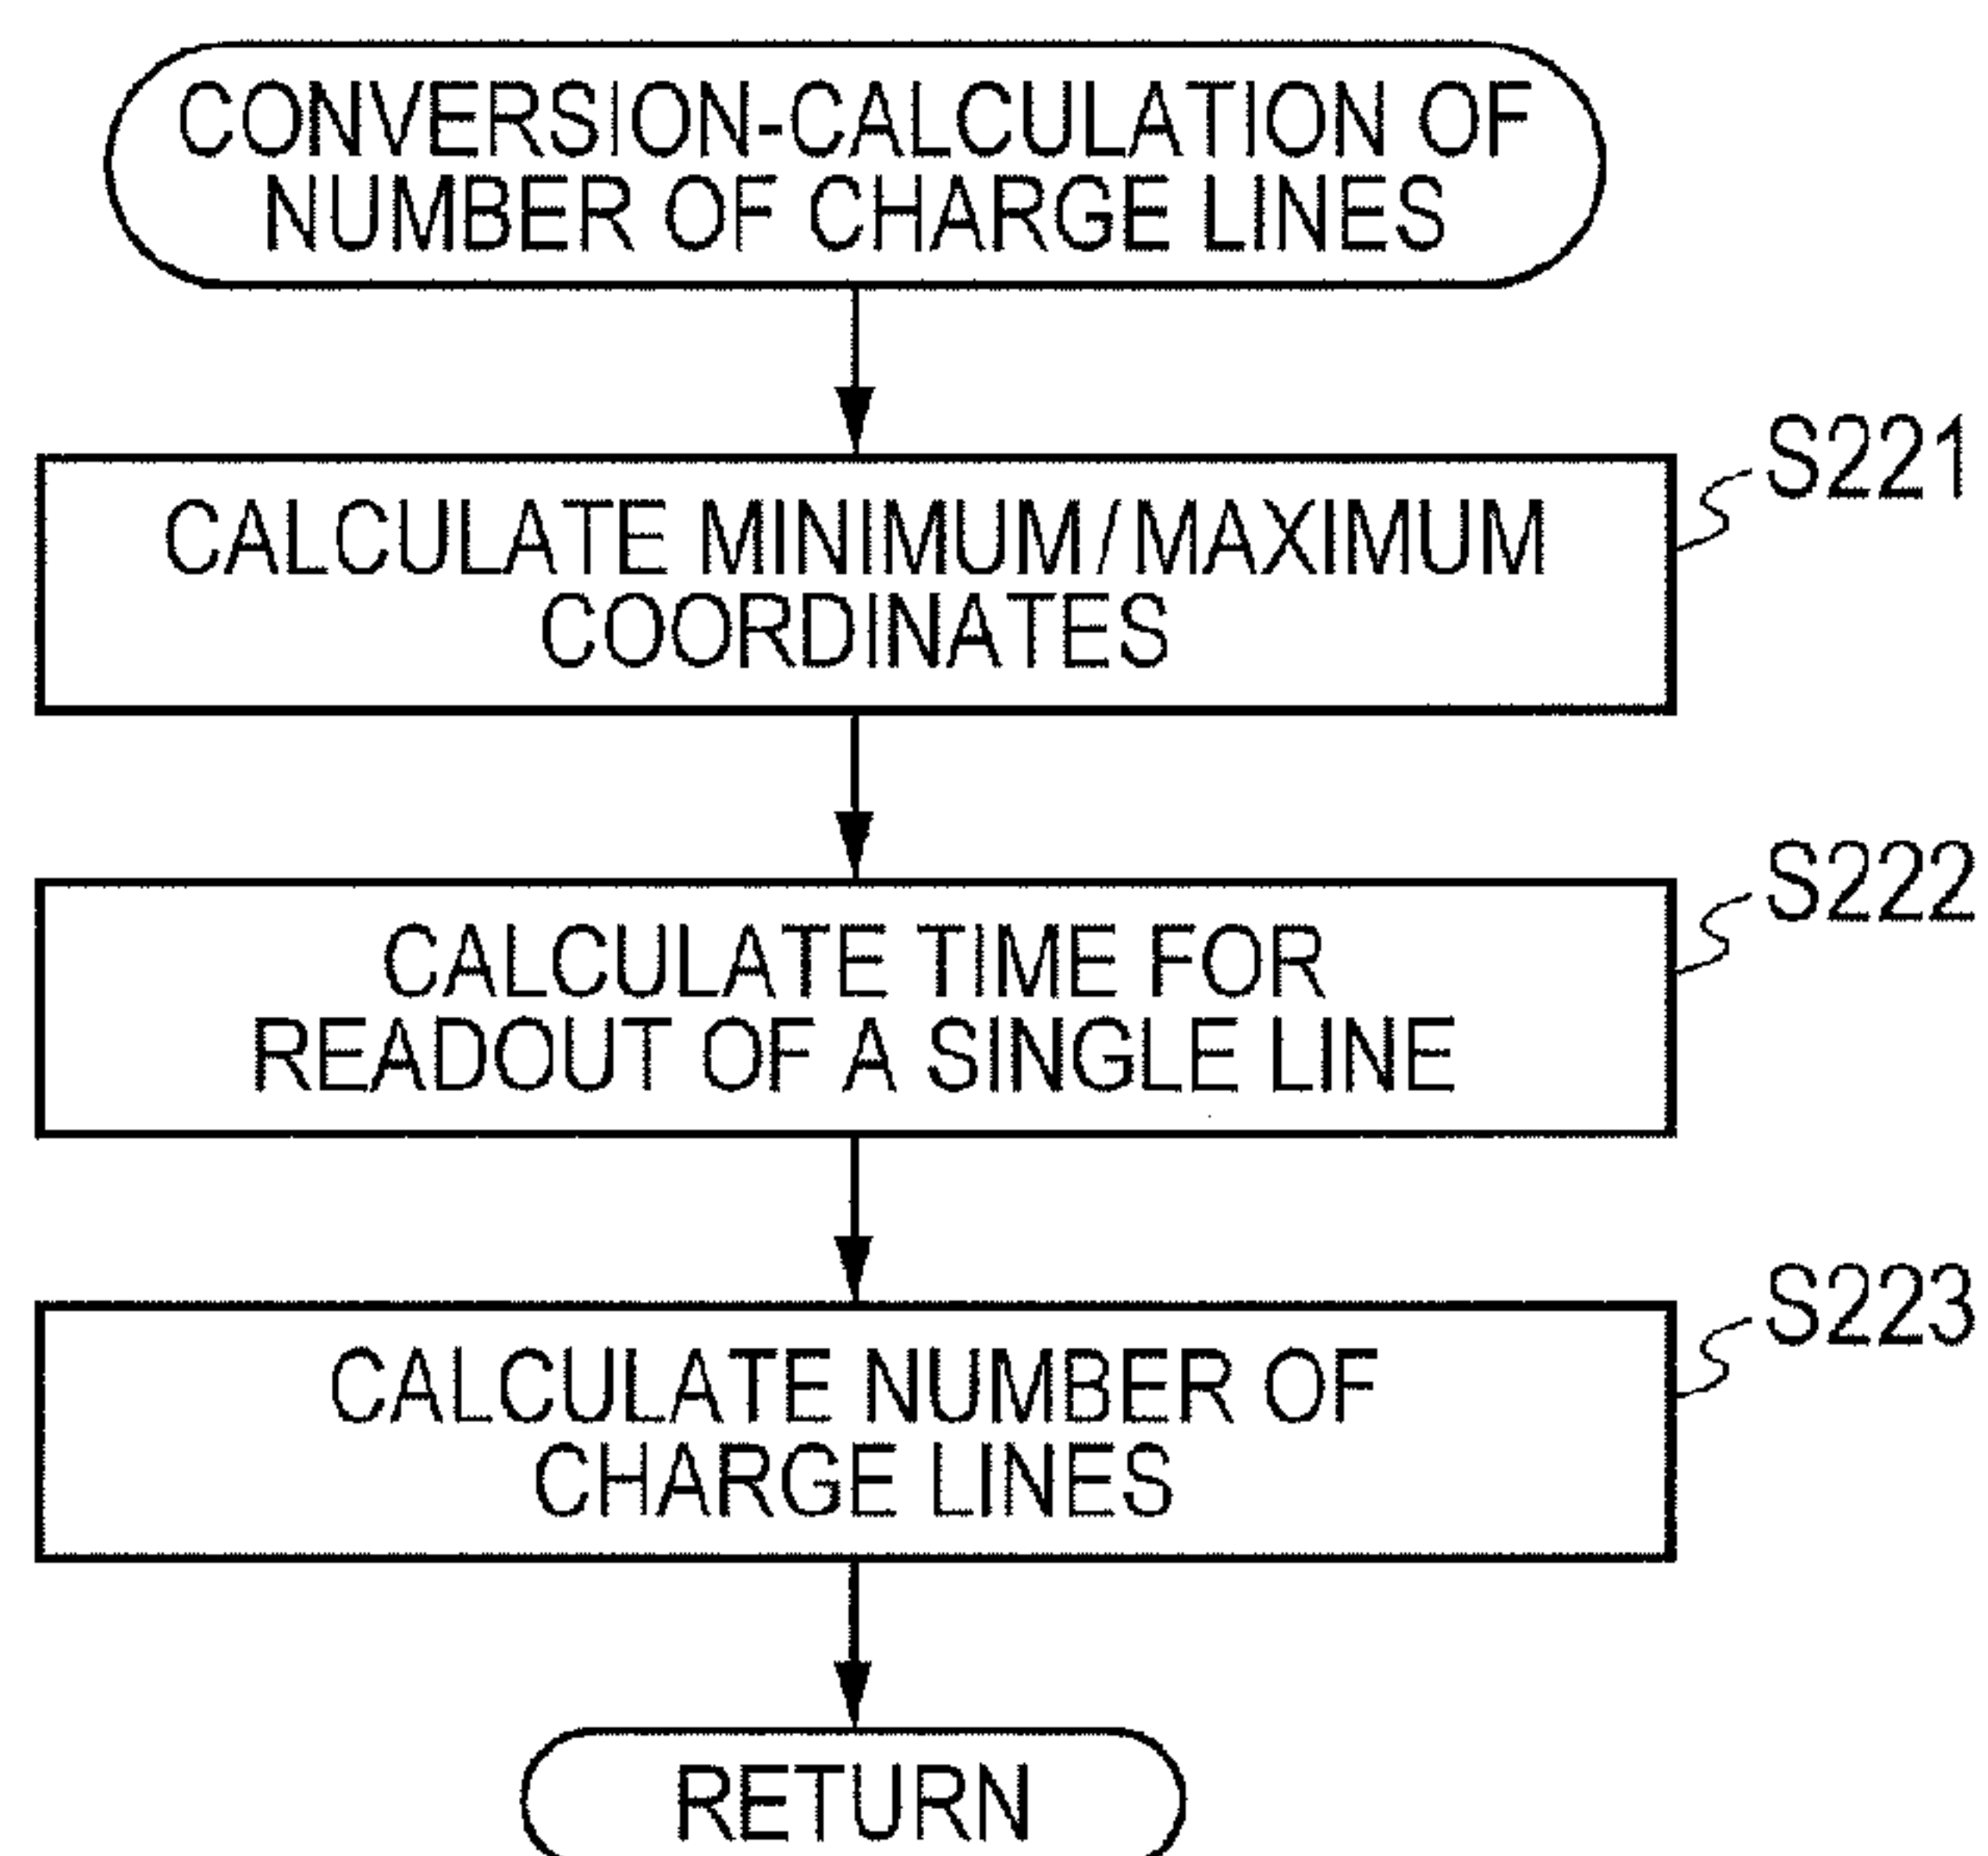 CONVERSION-CALCULATION OF
NUMBER OF CHARGE LINES
S221
CALCULATE MINIMUM/MAXIMUM
COORDINATES
S222
CALCULATE TIME FOR
READOUT OF A SINGLE LINE
S223
CALCULATE NUMBER OF
CHARGE LINES
RETURN